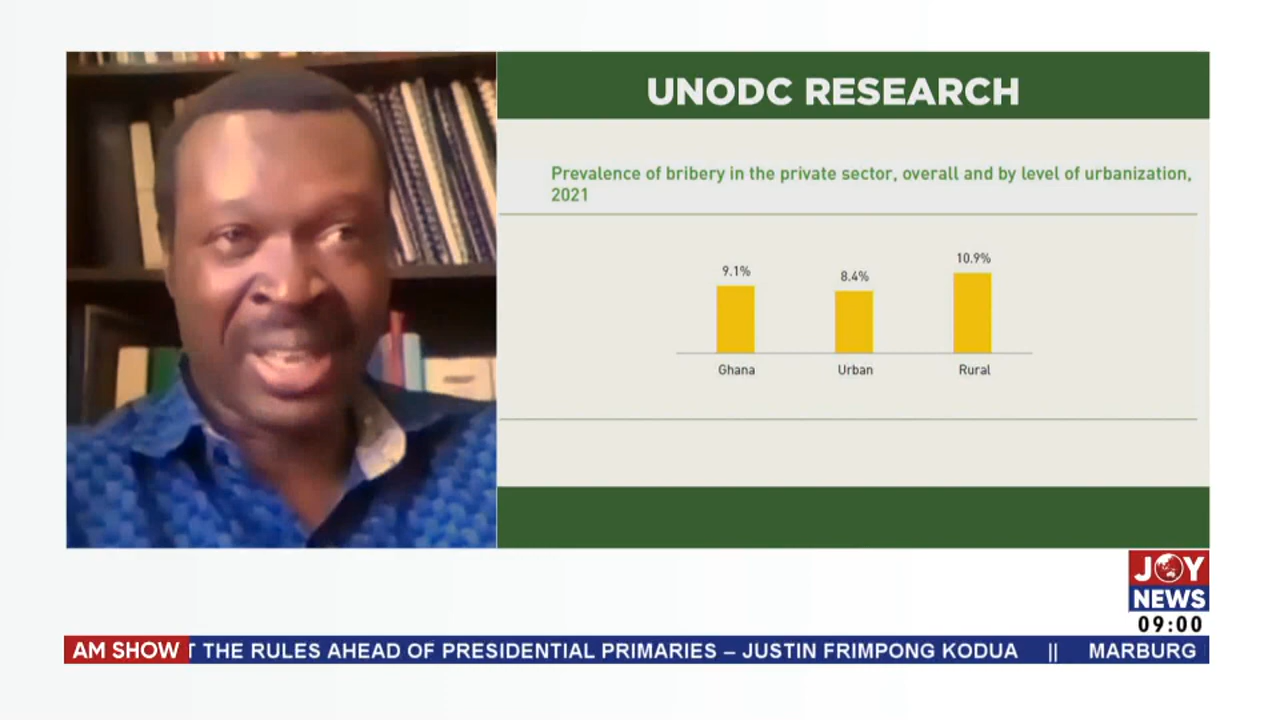 UNODC RESEARCH
Prevalence of bribery in the private sector, overall and by level of urbanization,
2021
9.1%
8.4%
10.9%
Ghana
Urban
Rural
JOY
NEWS
09:00
AM SHOW
THE RULES AHEAD OF PRESIDENTIAL PRIMARIES – JUSTIN FRIMPONG KODUA || MARBURG